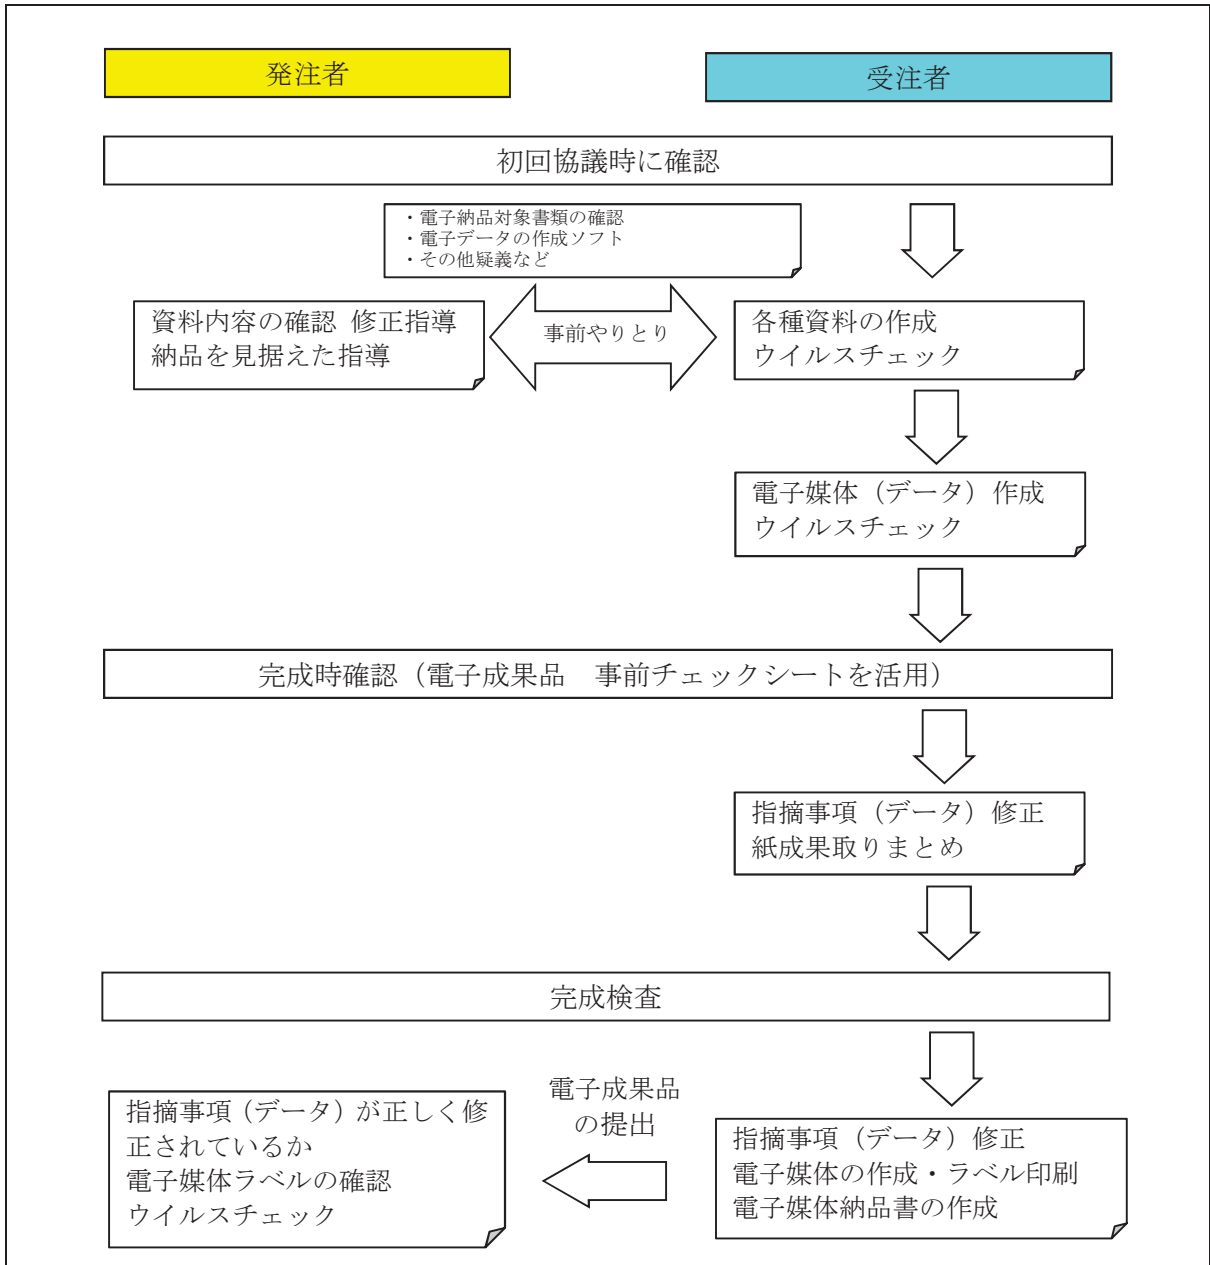 発注者
受注者
初回協議時に確認
・電子納品対象書類の確認
・電子データの作成ソフト
・その他疑義など
資料内容の確認 修正指導
納品を見据えた指導
事前やりとり
各種資料の作成
ウイルスチェック
電子媒体（データ）作成
ウイルスチェック
完成時確認（電子成果品　事前チェックシートを活用）
指摘事項（データ）修正
紙成果取りまとめ
完成検査
指摘事項（データ）が正しく修
正されているか
電子媒体ラベルの確認
ウイルスチェック
電子成果品
の提出
指摘事項（データ）修正
電子媒体の作成・ラベル印刷
電子媒体納品書の作成